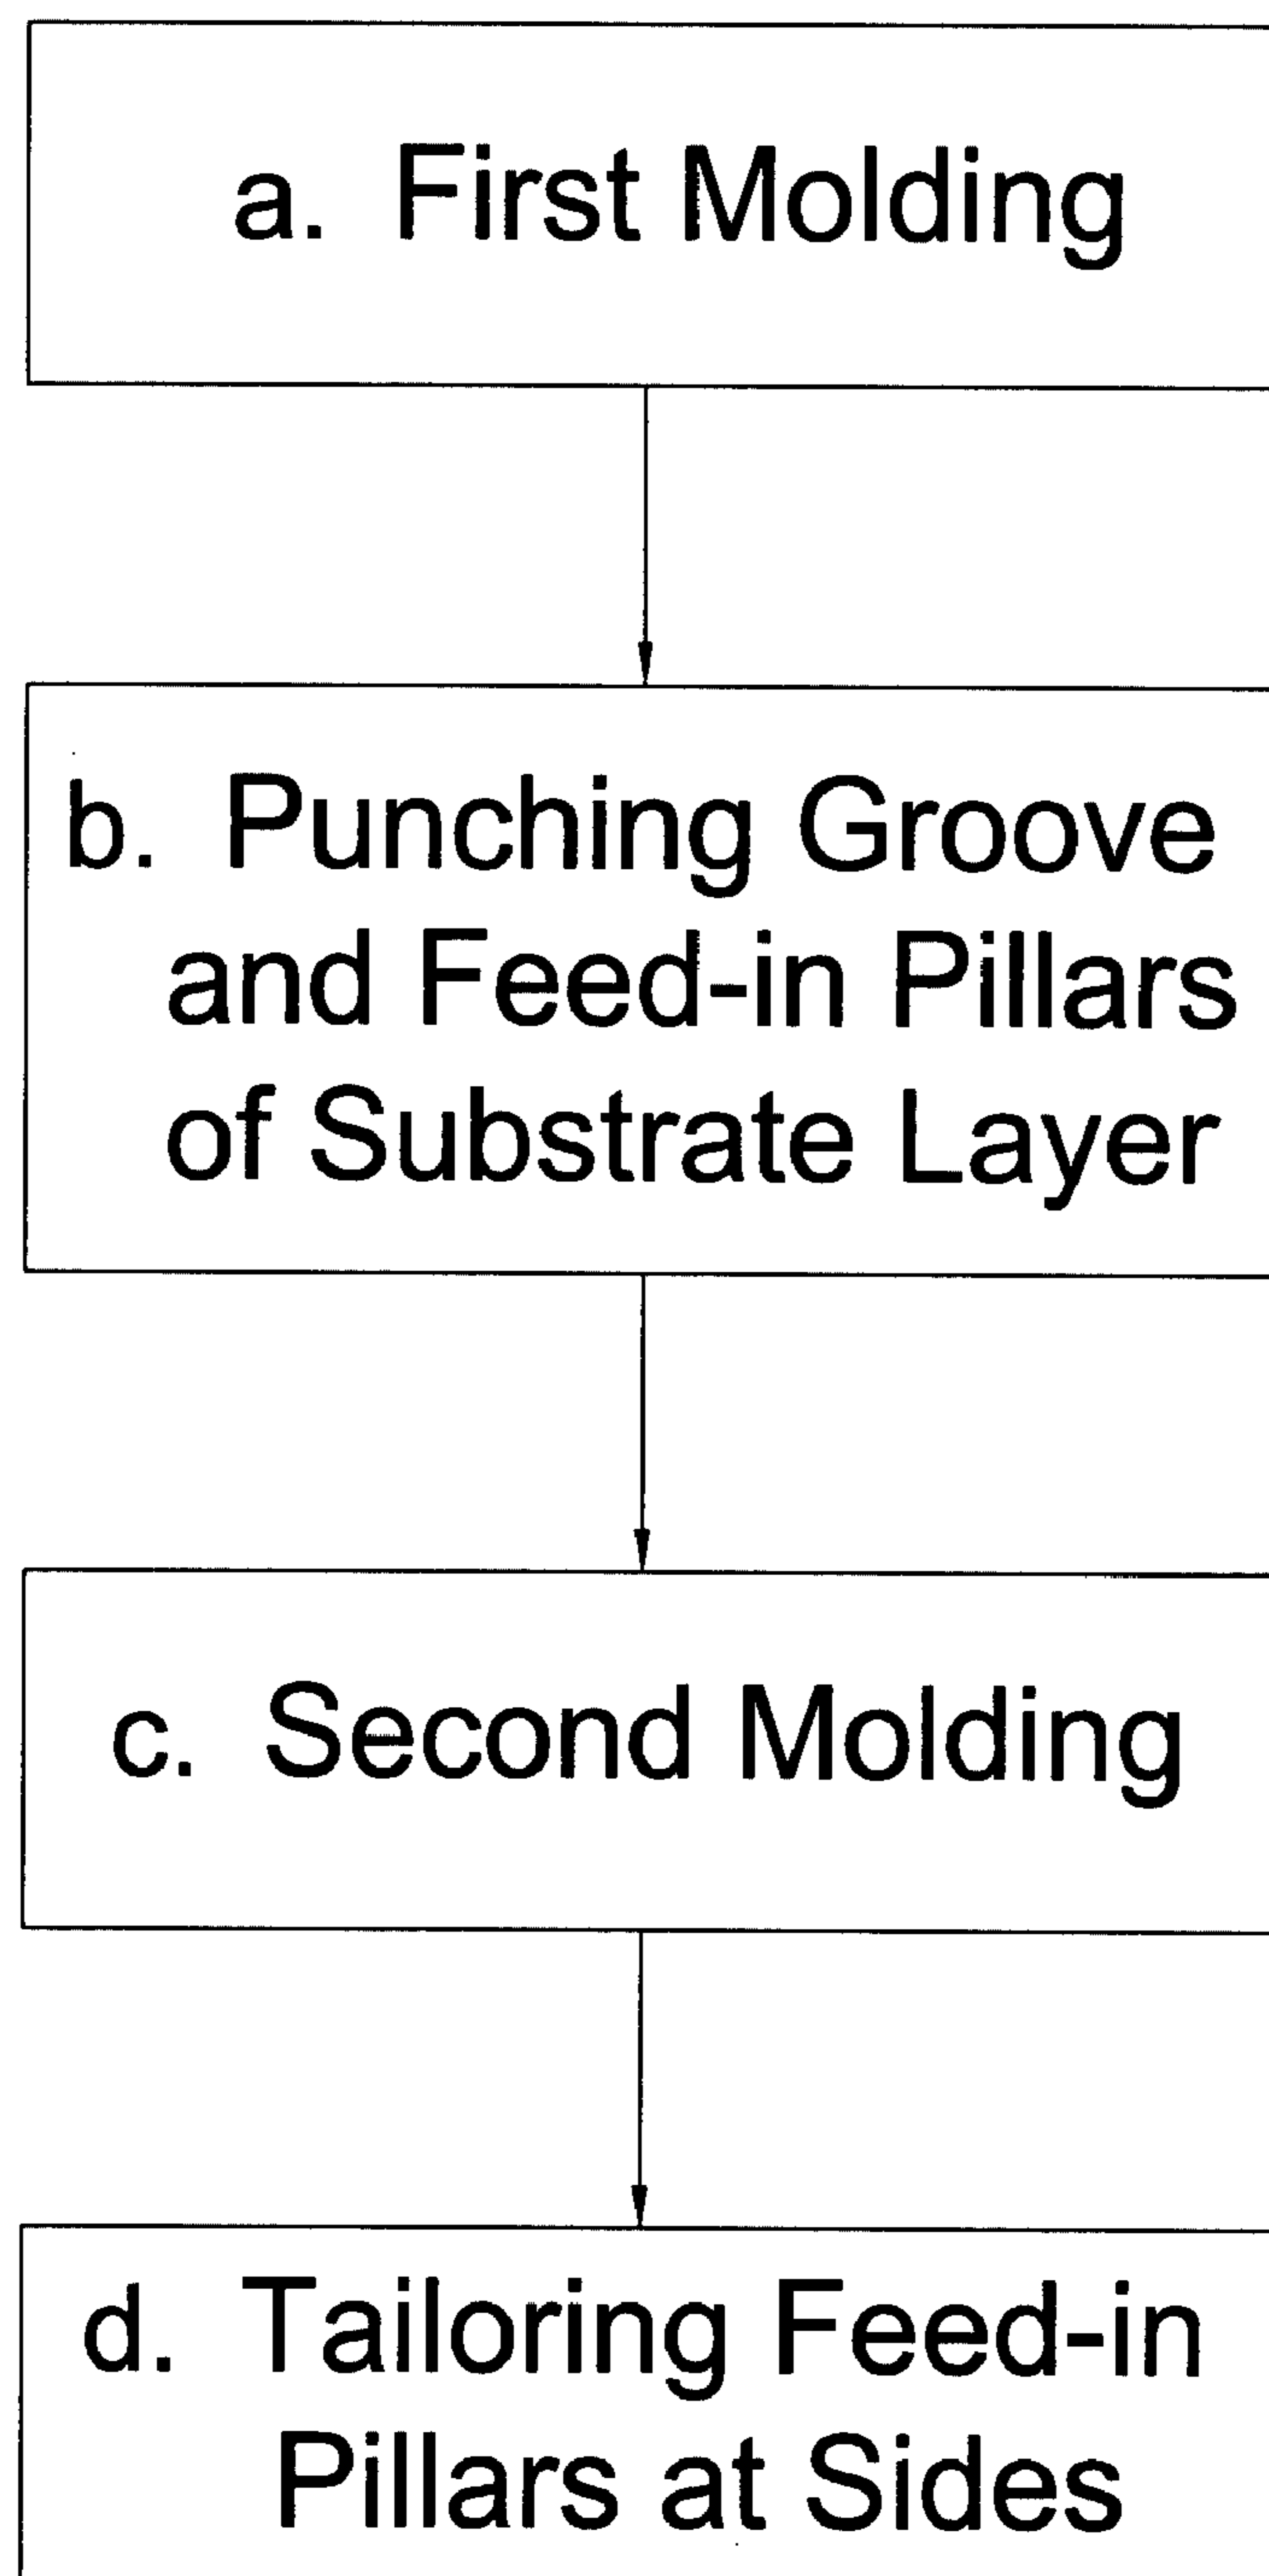 a. First Molding
b. Punching Groove
and Feed-in Pillars
of Substrate Layer
c. Second Molding
d. Tailoring Feed-in
Pillars at Sides